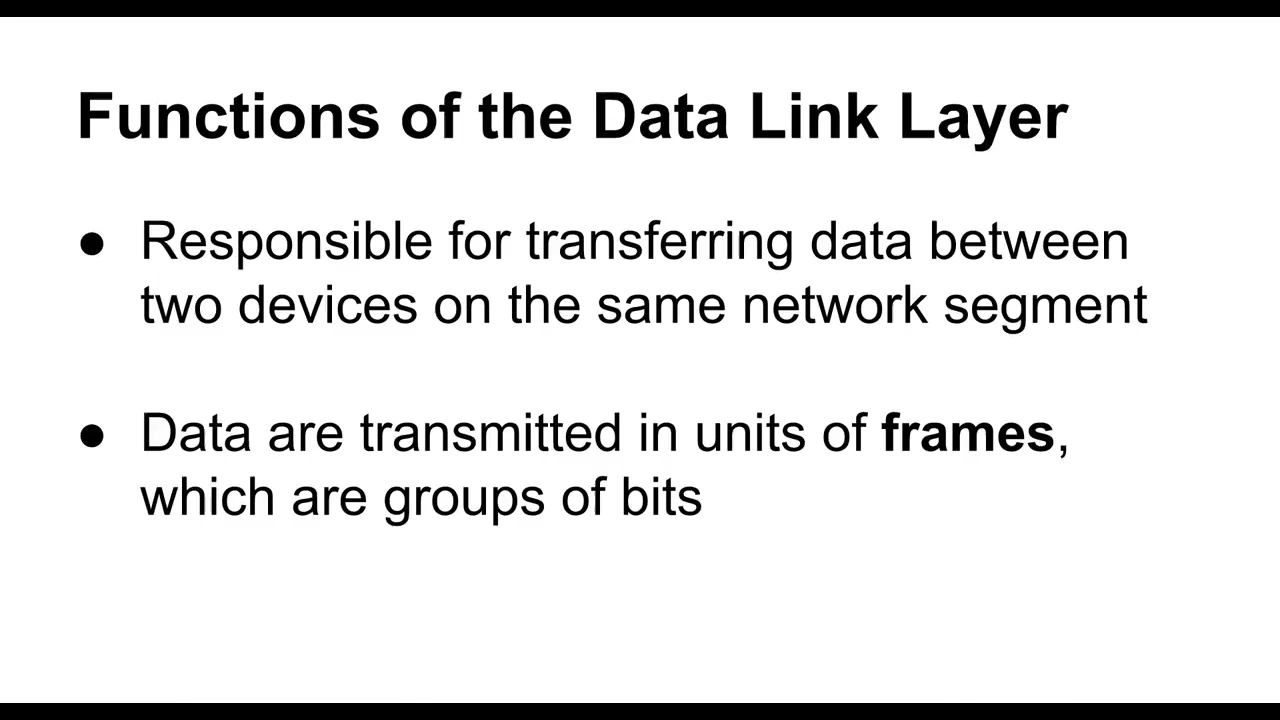 Functions of the Data Link Layer
● Responsible for transferring data between
two devices on the same network segment
● Data are transmitted in units of frames,
which are groups of bits